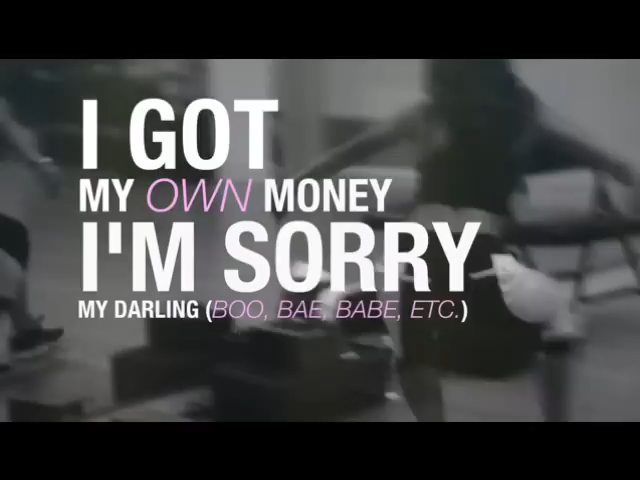 I GOT
MY OWN MONEY
I'M SORRY
MY DARLING (BOO, BAE, BABE, ETC.)